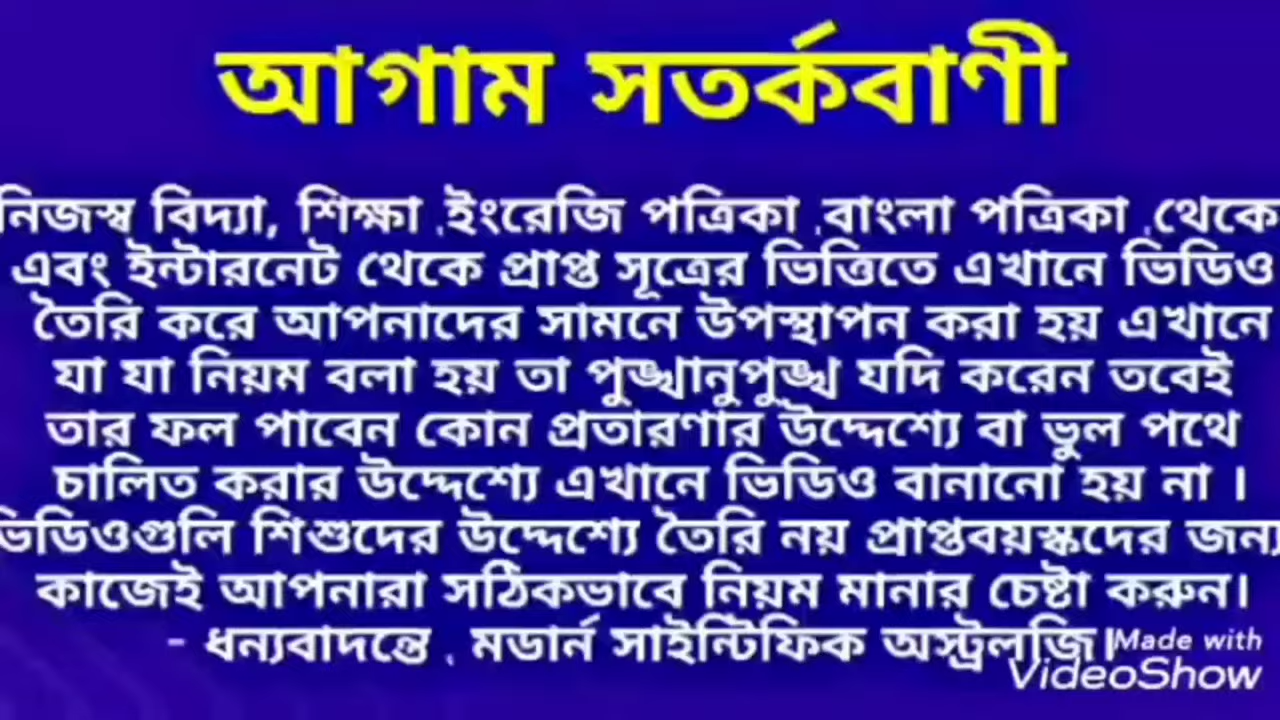 আগাম সতর্কবাণী
নিজস্ব বিদ্যা, শিক্ষা ,ইংরেজি পত্রিকা ,বাংলা পত্রিকা ,থেকে
এবং ইন্টারনেট থেকে প্রাপ্ত সূত্রের ভিত্তিতে এখানে ভিডিও
তৈরি করে আপনাদের সামনে উপস্থাপন করা হয় এখানে
যা যা নিয়ম বলা হয় তা পুঙ্খানুপুঙ্খ যদি করেন তবেই
তার ফল পাবেন কোন প্রতারণার উদ্দেশ্যে বা ভুল পথে
চালিত করার উদ্দেশ্যে এখানে ভিডিও বানানো হয় না ।
ভিডিওগুলি শিশুদের উদ্দেশ্যে তৈরি নয় প্রাপ্তবয়স্কদের জন্য
কাজেই আপনারা সঠিকভাবে নিয়ম মানার চেষ্টা করুন।
- ধন্যবাদন্তে , মডার্ন সাইন্টিফিক অস্ট্রলজি।
Made with
VideoShow